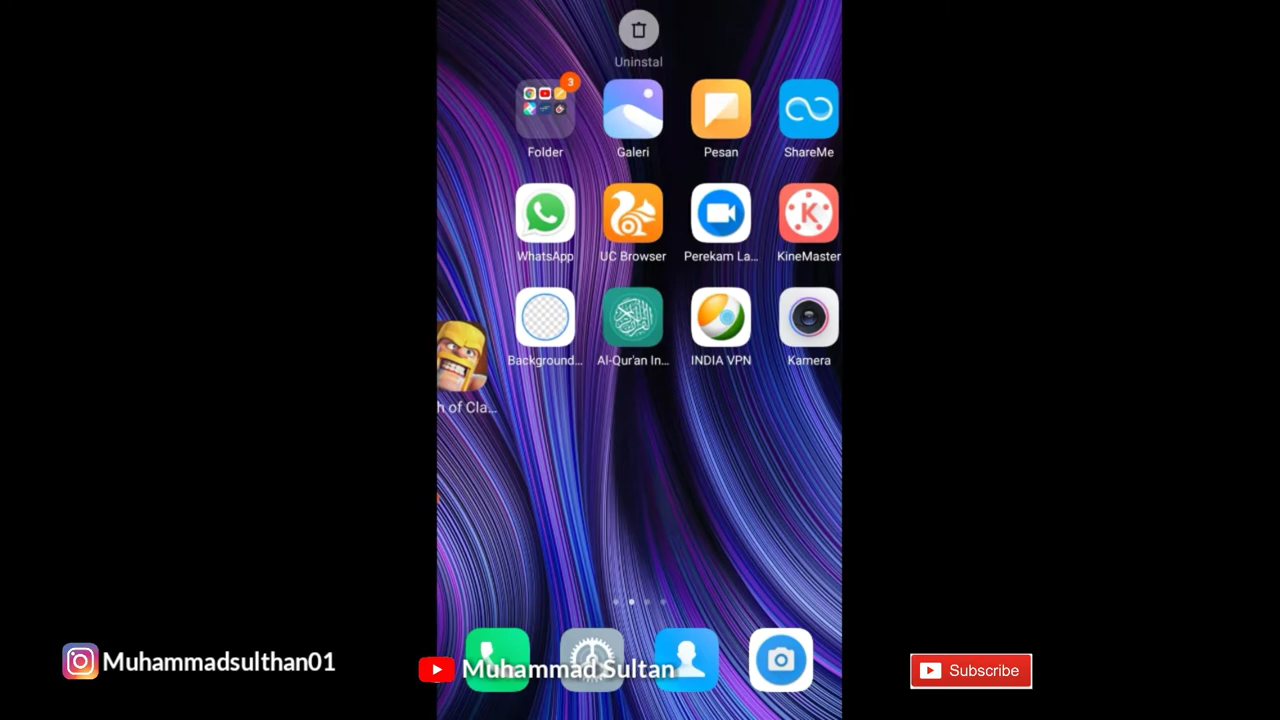 Uninstal
3
Folder
Galeri
Pesan
ShareMe
WhatsApp
UC Browser
Perekam La...
KineMaster
K
Background...
Al-Qur'an In...
INDIA VPN
Kamera
h of Cla...
Muhammadsulthan01
Muhammad Sultan
Subscribe